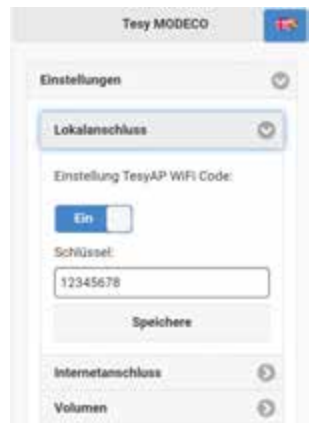 Tesy MODECO
Einstellungen
Lokalanschluss
Einstellung TesyAP WiFi Code:
Ein
Schlüssel:
12345678
Speichere
Internetanschluss
Volumen